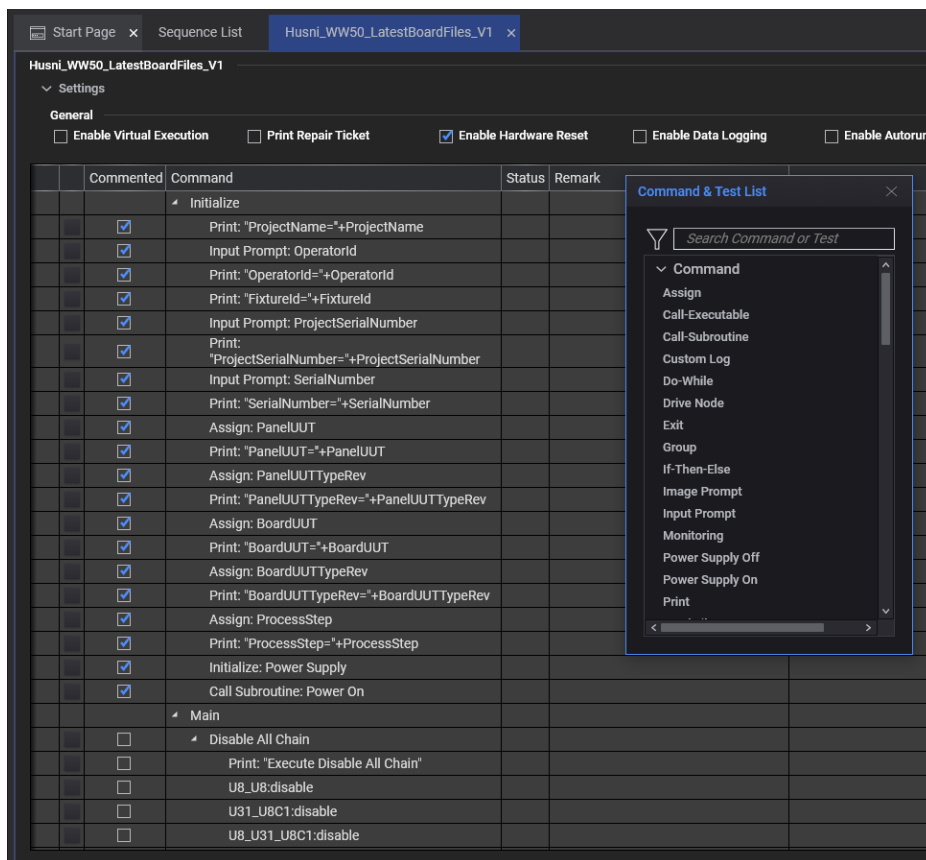 Start Page
Sequence List
Husni_WW50_LatestBoardFiles_V1
Husni_WW50_LatestBoardFiles_V1
Settings
General
Enable Virtual Execution
Print Repair Ticket
Enable Hardware Reset
Enable Data Logging
Enable Autorun
Commented
Command
Status
Remark
Initialize
Print: "ProjectName="+ProjectName
Input Prompt: OperatorId
Print: "OperatorId="+OperatorId
Print: "FixtureId="+FixtureId
Input Prompt: ProjectSerialNumber
Print:
"ProjectSerialNumber="+ProjectSerialNumber
Input Prompt: SerialNumber
Print: "SerialNumber="+SerialNumber
Assign: PanelUUT
Print: "PanelUUT="+PanelUUT
Assign: PanelUUTTypeRev
Print: "PanelUUTTypeRev="+PanelUUTTypeRev
Assign: BoardUUT
Print: "BoardUUT="+BoardUUT
Assign: BoardUUTTypeRev
Print: "BoardUUTTypeRev="+BoardUUTTypeRev
Assign: ProcessStep
Print: "ProcessStep="+ProcessStep
Initialize: Power Supply
Call Subroutine: Power On
Main
Disable All Chain
Print: "Execute Disable All Chain"
U8_U8:disable
U31_U8C1:disable
U8_U31_U8C1:disable
Command & Test List
Search Command or Test
Command
Assign
Call-Executable
Call-Subroutine
Custom Log
Do-While
Drive Node
Exit
Group
If-Then-Else
Image Prompt
Input Prompt
Monitoring
Power Supply Off
Power Supply On
Print